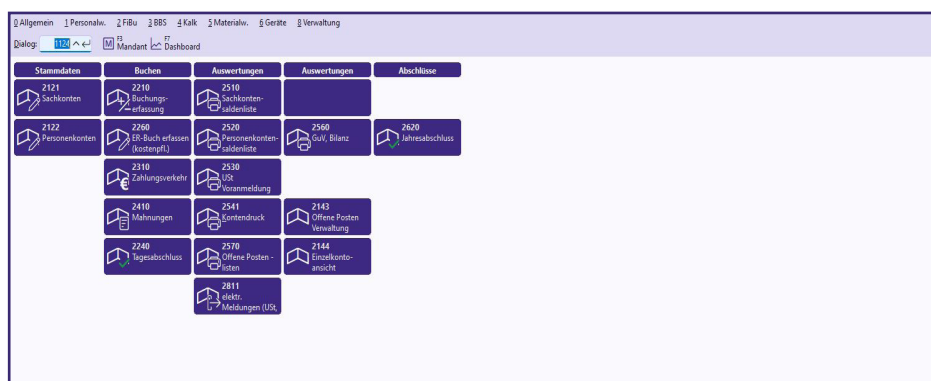 0 Allgemein 1 Personalw. 2 FiBu 3 BBS 4 Kalk 5 Materialw. 6 Geräte 8 Verwaltung
Dialog: 1124 M F3 Mandant F7 Dashboard
Stammdaten Buchen Auswertungen Auswertungen Abschlüsse
2121
Sachkonten
2210
Buchungs-
erfassung
2510
Sachkonten-
saldenliste
2122
Personenkonten
2260
ER-Buch erfassen
(kostenpfl.)
2520
Personenkonten-
saldenliste
2560
GuV, Bilanz
2620
Jahresabschluss
2310
Zahlungsverkehr
2530
USt
Voranmeldung
2410
Mahnungen
2541
Kontendruck
2143
Offene Posten
Verwaltung
2240
Tagesabschluss
2570
Offene Posten -
listen
2144
Einzelkonto-
ansicht
2811
elektr.
Meldungen (USt,